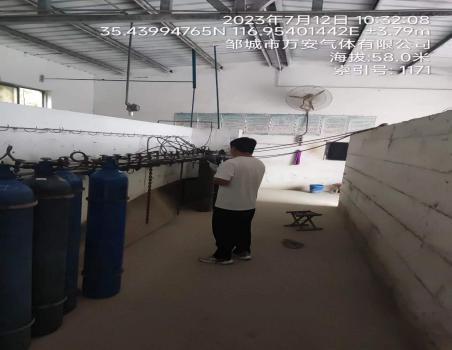 2023年7月12日 10:32:08
35.43994765N 116.95401442E ±3.79m
邹城市万安气体有限公司
海拔:58.0米
索引号: 1171